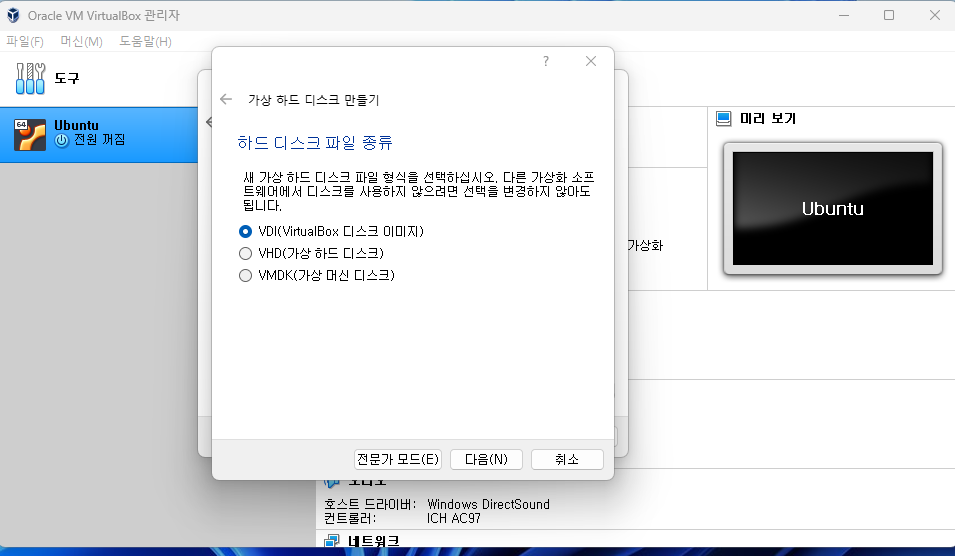 Oracle VM VirtualBox 관리자
파일(F) 머신(M) 도움말(H)
도구
64
Ubuntu
전원 꺼짐
?
가상 하드 디스크 만들기
하드 디스크 파일 종류
새 가상 하드 디스크 파일 형식을 선택하십시오. 다른 가상화 소프
트웨어에서 디스크를 사용하지 않으려면 선택을 변경하지 않아도
됩니다.
VDI(VirtualBox 디스크 이미지)
VHD(가상 하드 디스크)
VMDK(가상 머신 디스크)
전문가 모드(E) 다음(N) 취소
가상화
미리 보기
Ubuntu
오디오
호스트 드라이버: Windows DirectSound
컨트롤러: ICH AC97
네트워크